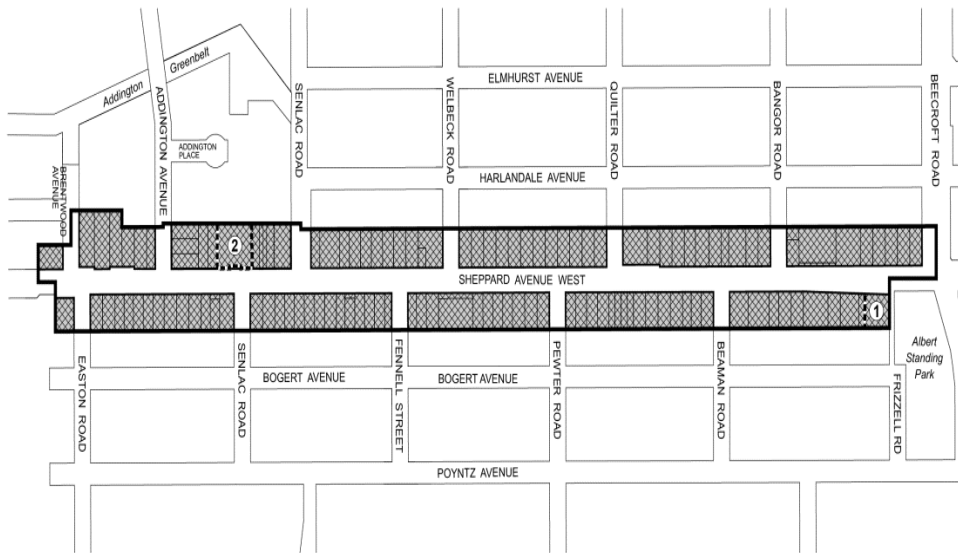 ELMHURST AVENUE
Addington Greenbelt
ADDINGTON AVENUE
SENLAC ROAD
WELBECK ROAD
QUILTER ROAD
BANGOR ROAD
BEECROFT ROAD
ADDINGTON
PLACE
BRENTWOOD
AVENUE
HARLANDALE AVENUE
2
SHEPPARD AVENUE WEST
1
EASTON ROAD
SENLAC ROAD
FENNELL STREET
PEWTER ROAD
BEAMAN ROAD
FRIZZELL RD
Albert
Standing
Park
BOGERT AVENUE
BOGERT AVENUE
POYNTZ AVENUE